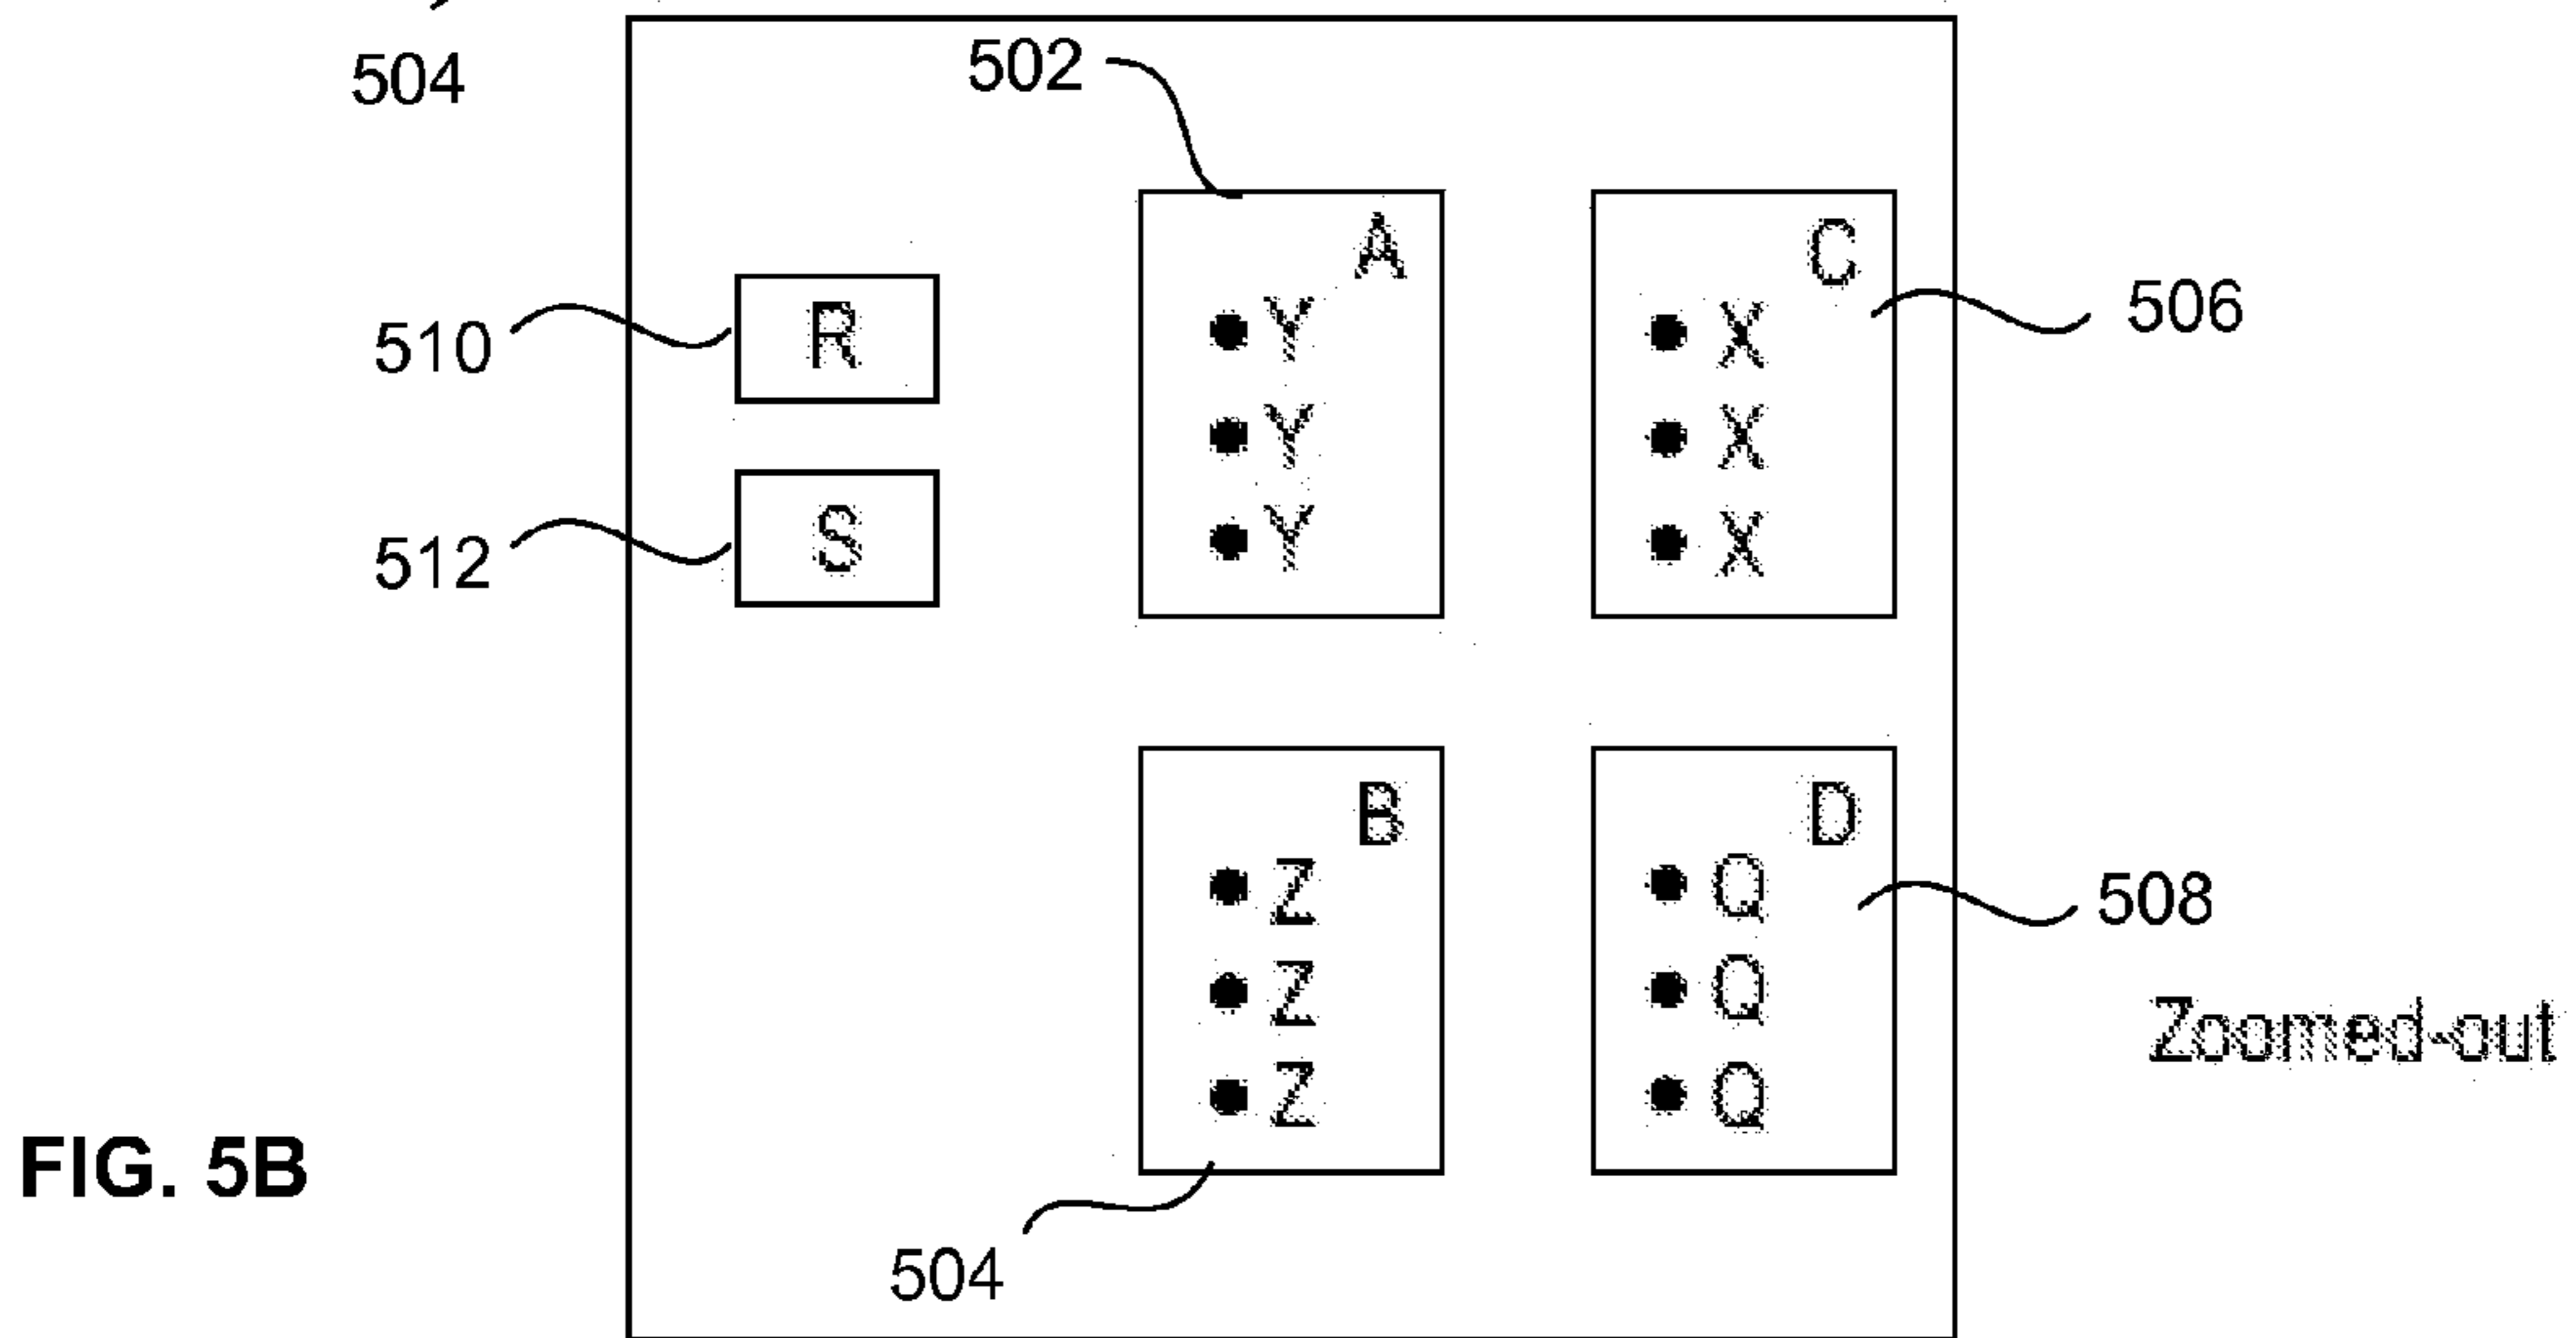 504
502
A
C
506
510
R
● Y
● X
● Y
● X
512
S
● Y
● X
B
D
● Z
● Q
508
● Z
● Q
Zoomed-out
● Z
● Q
FIG. 5B
504